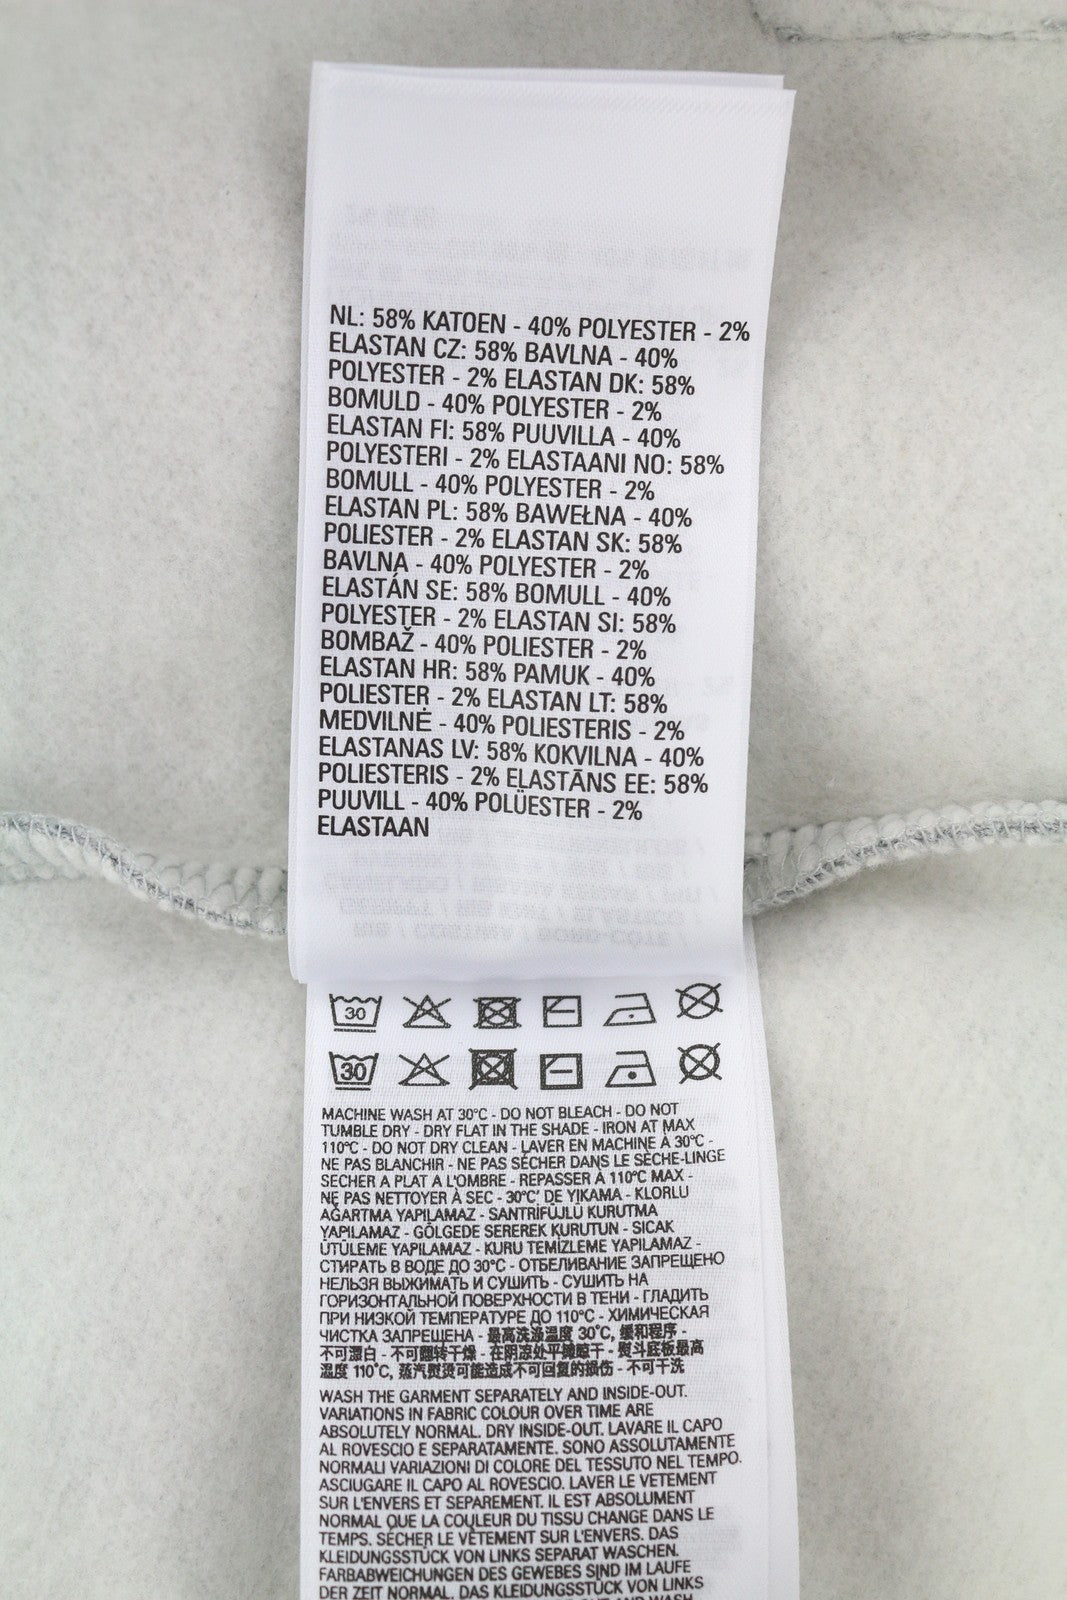 NL: 58% KATOEN - 40% POLYESTER - 2%
ELASTAN CZ: 58% BAVLNA - 40%
POLYESTER - 2% ELASTAN DK: 58%
BOMULD - 40% POLYESTER - 2%
ELASTAN FI: 58% PUUVILLA - 40%
POLYESTERI - 2% ELASTAANI NO: 58%
BOMULL - 40% POLYESTER - 2%
ELASTAN PL: 58% BAWEŁNA - 40%
POLIESTER - 2% ELASTAN SK: 58%
BAVLNA - 40% POLYESTER - 2%
ELASTÁN SE: 58% BOMULL - 40%
POLYESTER - 2% ELASTAN SI: 58%
BOMBAŽ - 40% POLIESTER - 2%
ELASTAN HR: 58% PAMUK - 40%
POLIESTER - 2% ELASTAN LT: 58%
MEDVILNĖ - 40% POLIESTERIS - 2%
ELASTANAS LV: 58% KOKVILNA - 40%
POLIESTERIS - 2% ELASTĀNS EE: 58%
PUUVILL - 40% POLÜESTER - 2%
ELASTAAN
30
30
MACHINE WASH AT 30°C - DO NOT BLEACH - DO NOT
TUMBLE DRY - DRY FLAT IN THE SHADE - IRON AT MAX
110°C - DO NOT DRY CLEAN - LAVER EN MACHINE À 30°C -
NE PAS BLANCHIR - NE PAS SÉCHER DANS LE SÈCHE-LINGE
SECHER A PLAT A L'OMBRE - REPASSER À 110°C MAX -
NE PAS NETTOYER À SEC - 30°C' DE YIKAMA - KLORLU
AĞARTMA YAPILAMAZ - SANTRİFÜJLÜ KURUTMA
YAPILAMAZ - GÖLGEDE SEREREK KURUTUN - SICAK
ÜTÜLEME YAPILAMAZ - KURU TEMİZLEME YAPILAMAZ -
СТИРАТЬ В ВОДЕ ДО 30°C - ОТБЕЛИВАНИЕ ЗАПРЕЩЕНО
НЕЛЬЗЯ ВЫЖИМАТЬ И СУШИТЬ - СУШИТЬ НА
ГОРИЗОНТАЛЬНОЙ ПОВЕРХНОСТИ В ТЕНИ - ГЛАДИТЬ
ПРИ НИЗКОЙ ТЕМПЕРАТУРЕ ДО 110°C - ХИМИЧЕСКАЯ
ЧИСТКА ЗАПРЕЩЕНА - 最高洗涤温度 30°C, 缓和程序 -
不可漂白 - 不可翻转干燥 - 在阴凉处平摊晾干 - 熨斗底板最高
温度 110°C, 蒸汽熨烫可能造成不可回复的损伤 - 不可干洗
WASH THE GARMENT SEPARATELY AND INSIDE-OUT.
VARIATIONS IN FABRIC COLOUR OVER TIME ARE
ABSOLUTELY NORMAL. DRY INSIDE-OUT. LAVARE IL CAPO
AL ROVESCIO E SEPARATAMENTE. SONO ASSOLUTAMENTE
NORMALI VARIAZIONI DI COLORE DEL TESSUTO NEL TEMPO.
ASCIUGARE IL CAPO AL ROVESCIO. LAVER LE VETEMENT
SUR L'ENVERS ET SEPAREMENT. IL EST ABSOLUMENT
NORMAL QUE LA COULEUR DU TISSU CHANGE DANS LE
TEMPS. SÉCHER LE VÊTEMENT SUR L'ENVERS. DAS
KLEIDUNGSSTÜCK VON LINKS SEPARAT WASCHEN.
FARBABWEICHUNGEN DES GEWEBES SIND IM LAUFE
DER ZEIT NORMAL. DAS KLEIDUNGSSTÜCK VON LINKS